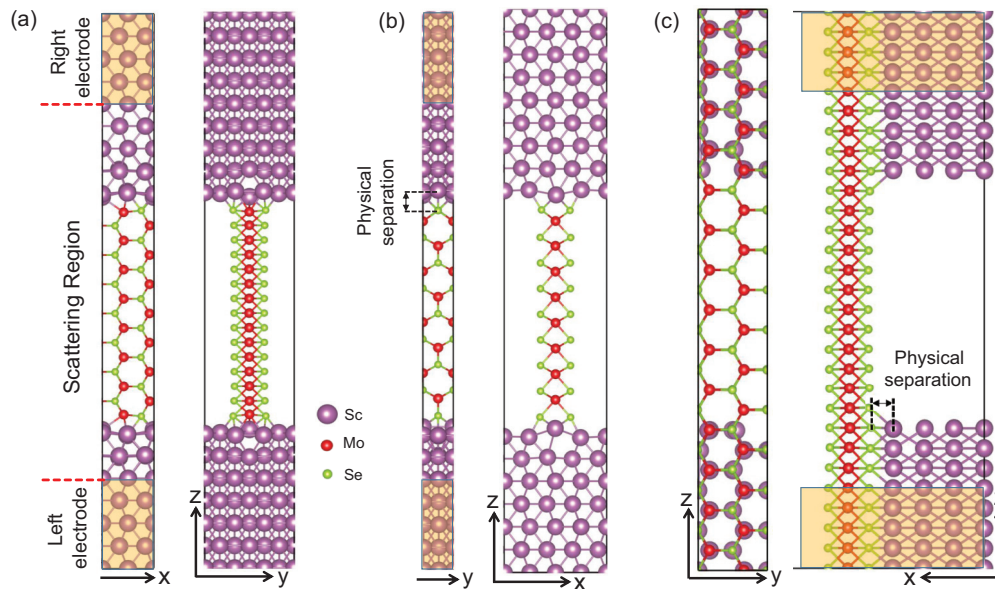 (a)
Right
electrode
Scattering Region
Left
electrode
x
z
y
Sc
Mo
Se
(b)
Physical
separation
y
z
x
(c)
z
y
Physical
separation
x